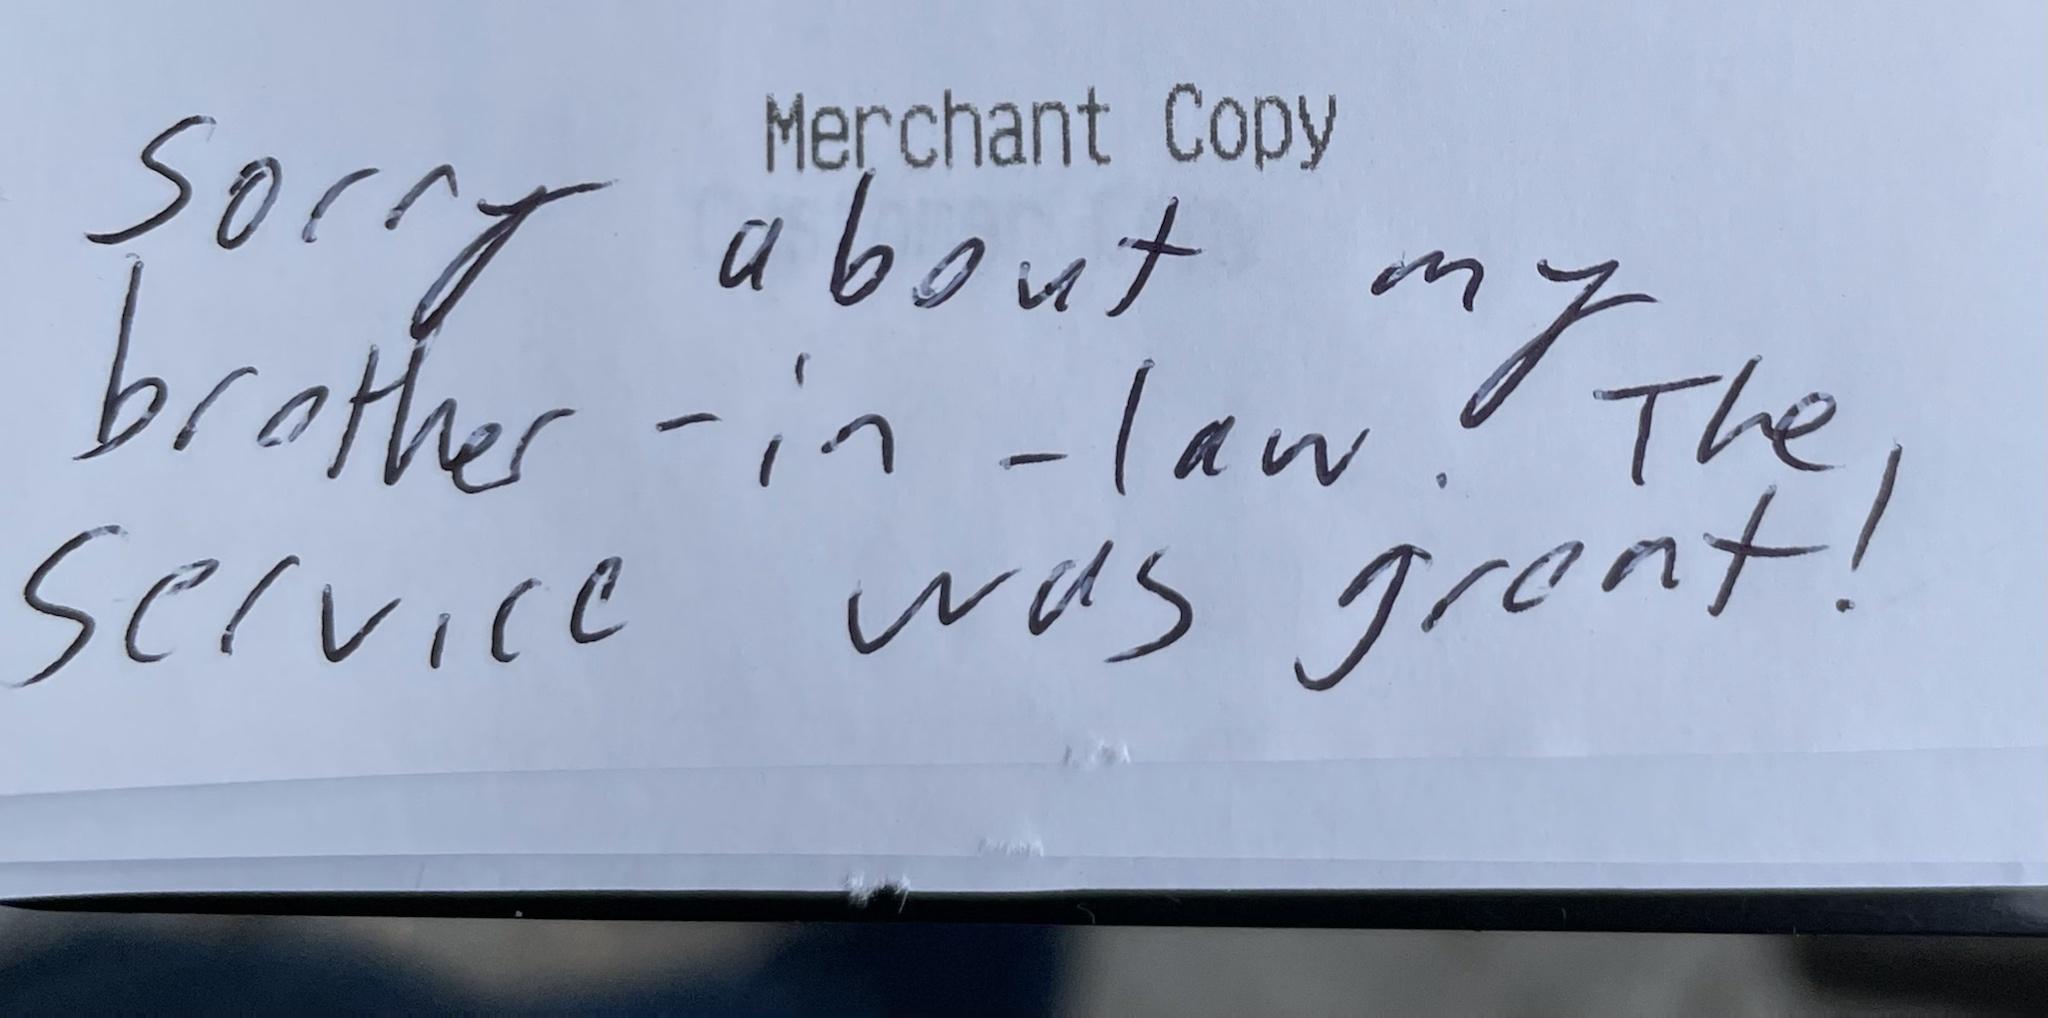 Merchant Copy
Sorry about my
brother-in-law. The
service was great!